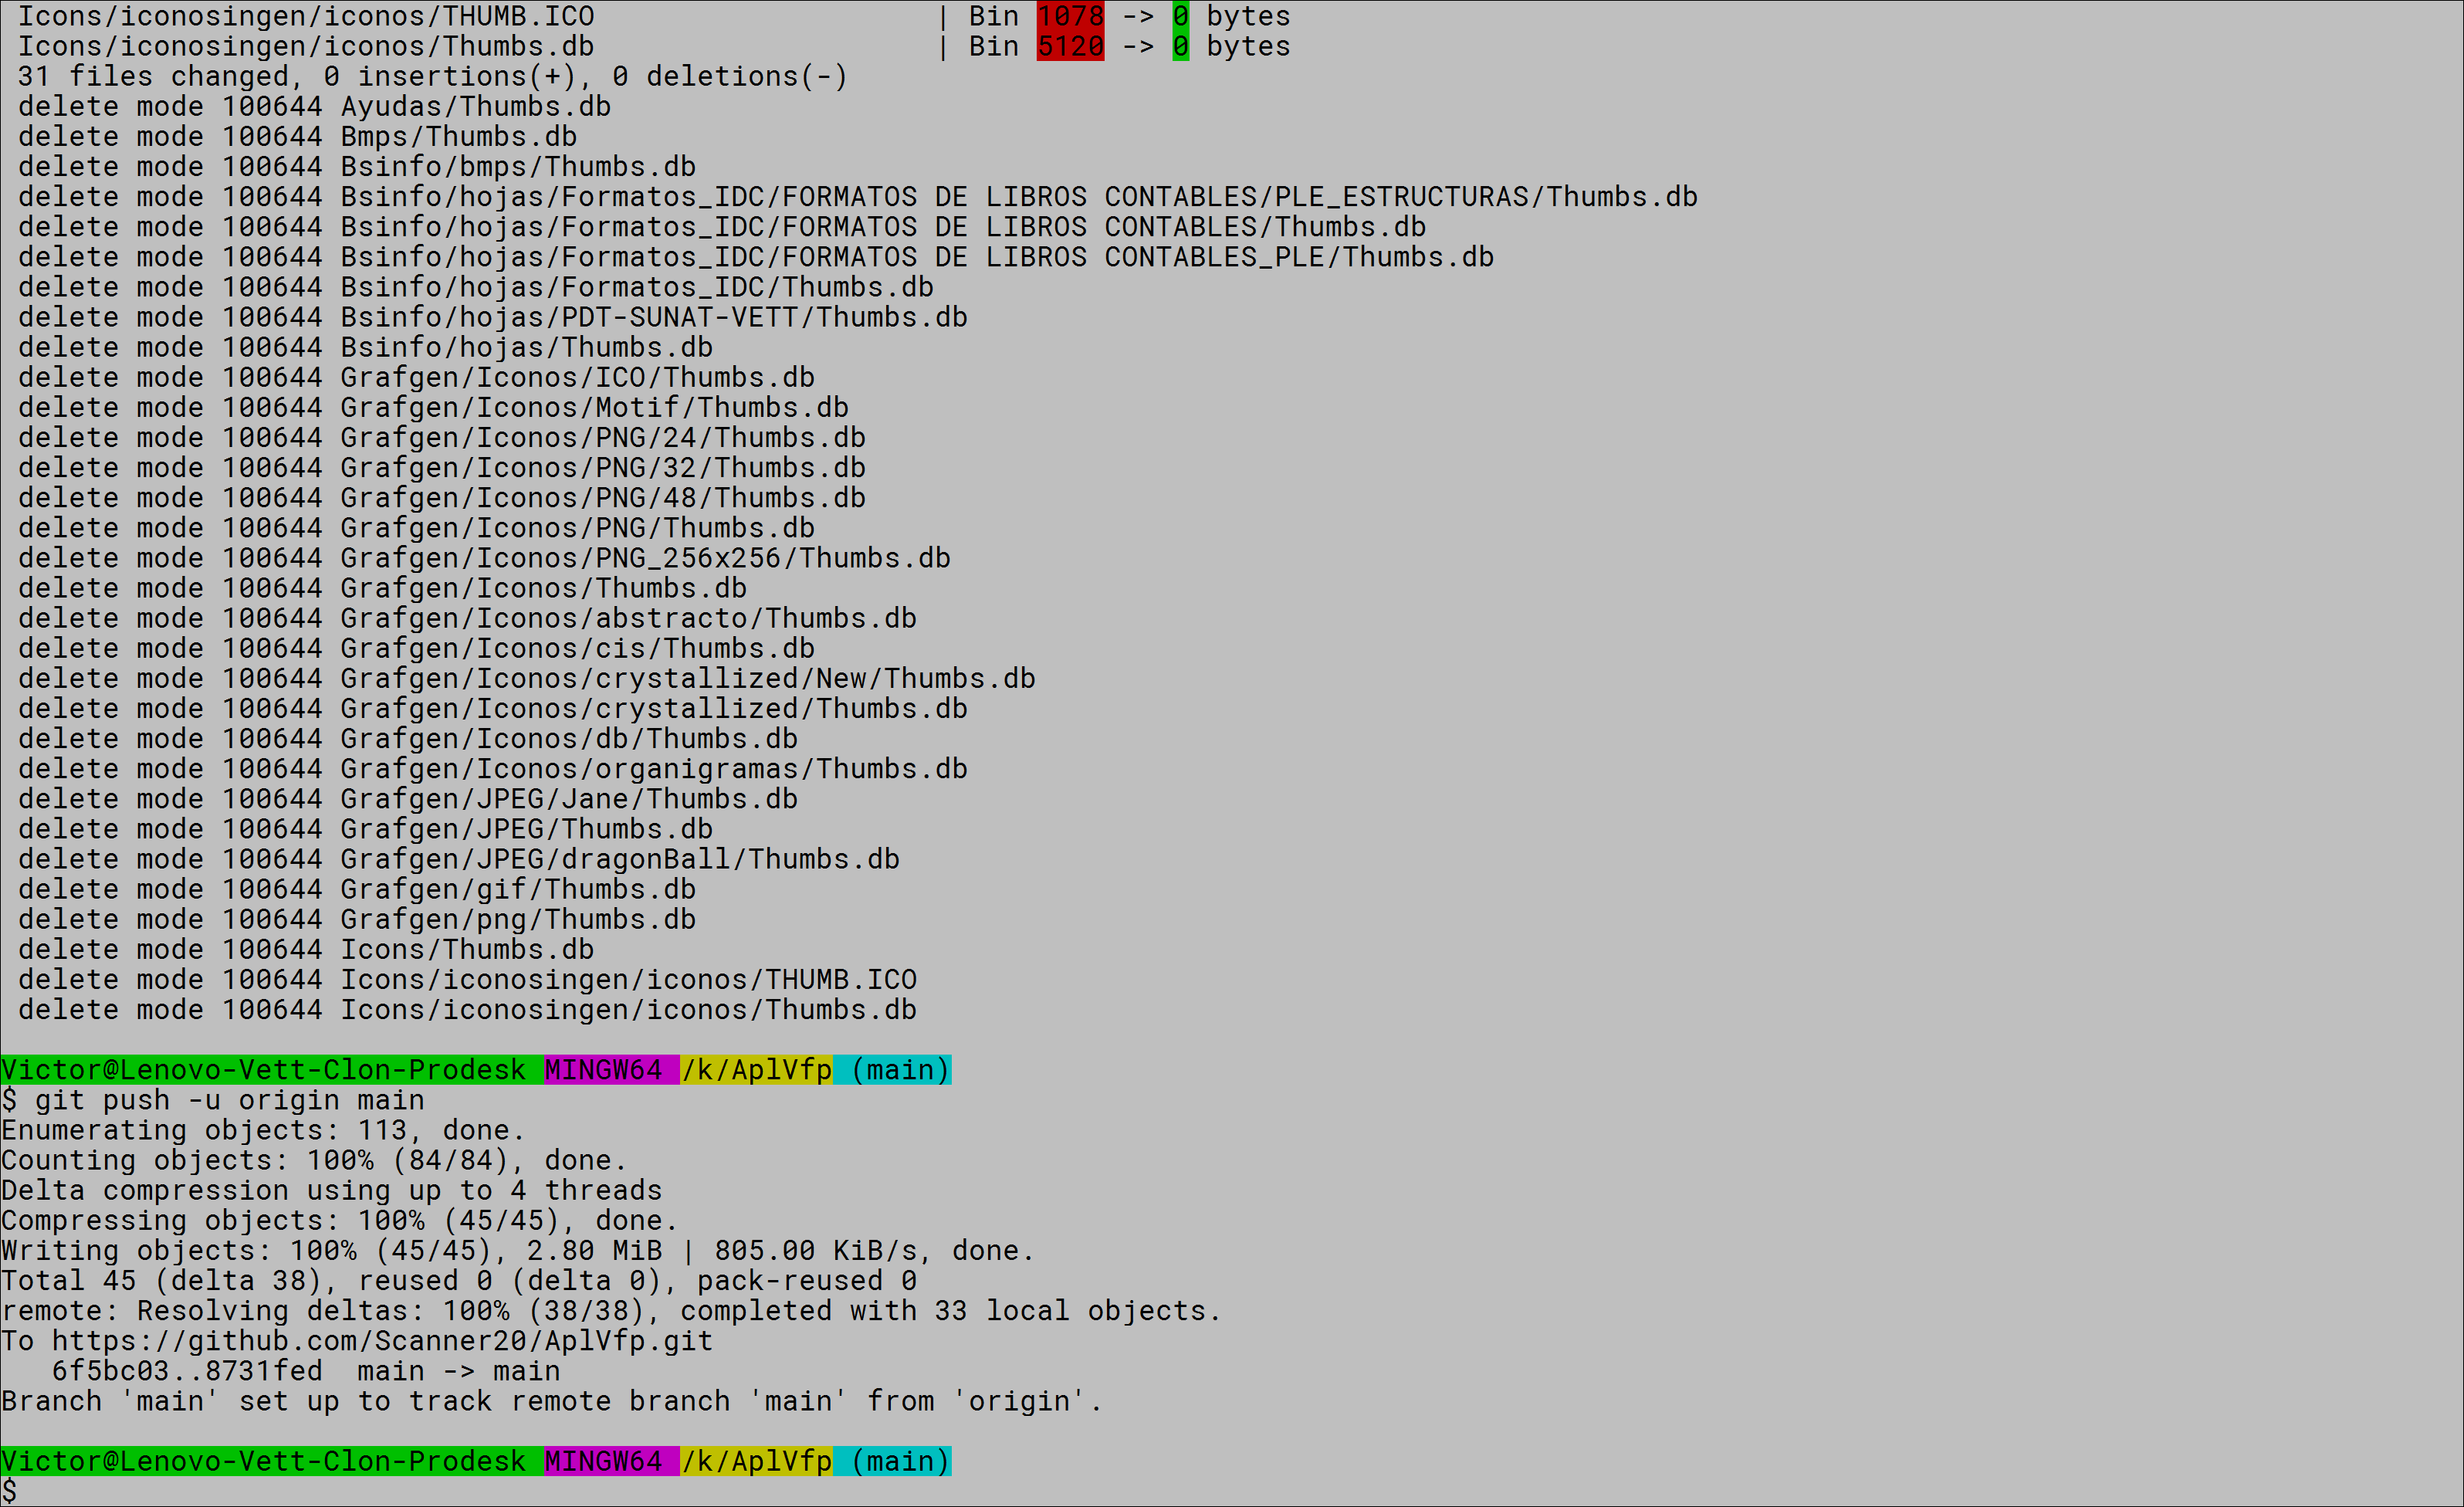 Icons/iconosingen/iconos/THUMB.ICO | Bin 1078 -> 0 bytes
Icons/iconosingen/iconos/Thumbs.db | Bin 5120 -> 0 bytes
31 files changed, 0 insertions(+), 0 deletions(-)
delete mode 100644 Ayudas/Thumbs.db
delete mode 100644 Bmps/Thumbs.db
delete mode 100644 Bsinfo/bmps/Thumbs.db
delete mode 100644 Bsinfo/hojas/Formatos_IDC/FORMATOS DE LIBROS CONTABLES/PLE_ESTRUCTURAS/Thumbs.db
delete mode 100644 Bsinfo/hojas/Formatos_IDC/FORMATOS DE LIBROS CONTABLES/Thumbs.db
delete mode 100644 Bsinfo/hojas/Formatos_IDC/FORMATOS DE LIBROS CONTABLES_PLE/Thumbs.db
delete mode 100644 Bsinfo/hojas/Formatos_IDC/Thumbs.db
delete mode 100644 Bsinfo/hojas/PDT-SUNAT-VETT/Thumbs.db
delete mode 100644 Bsinfo/hojas/Thumbs.db
delete mode 100644 Grafgen/Iconos/ICO/Thumbs.db
delete mode 100644 Grafgen/Iconos/Motif/Thumbs.db
delete mode 100644 Grafgen/Iconos/PNG/24/Thumbs.db
delete mode 100644 Grafgen/Iconos/PNG/32/Thumbs.db
delete mode 100644 Grafgen/Iconos/PNG/48/Thumbs.db
delete mode 100644 Grafgen/Iconos/PNG/Thumbs.db
delete mode 100644 Grafgen/Iconos/PNG_256x256/Thumbs.db
delete mode 100644 Grafgen/Iconos/Thumbs.db
delete mode 100644 Grafgen/Iconos/abstracto/Thumbs.db
delete mode 100644 Grafgen/Iconos/cis/Thumbs.db
delete mode 100644 Grafgen/Iconos/crystallized/New/Thumbs.db
delete mode 100644 Grafgen/Iconos/crystallized/Thumbs.db
delete mode 100644 Grafgen/Iconos/db/Thumbs.db
delete mode 100644 Grafgen/Iconos/organigramas/Thumbs.db
delete mode 100644 Grafgen/JPEG/Jane/Thumbs.db
delete mode 100644 Grafgen/JPEG/Thumbs.db
delete mode 100644 Grafgen/JPEG/dragonBall/Thumbs.db
delete mode 100644 Grafgen/gif/Thumbs.db
delete mode 100644 Grafgen/png/Thumbs.db
delete mode 100644 Icons/Thumbs.db
delete mode 100644 Icons/iconosingen/iconos/THUMB.ICO
delete mode 100644 Icons/iconosingen/iconos/Thumbs.db
Victor@Lenovo-Vett-Clon-Prodesk MINGW64 /k/AplVfp (main)
$ git push -u origin main
Enumerating objects: 113, done.
Counting objects: 100% (84/84), done.
Delta compression using up to 4 threads
Compressing objects: 100% (45/45), done.
Writing objects: 100% (45/45), 2.80 MiB | 805.00 KiB/s, done.
Total 45 (delta 38), reused 0 (delta 0), pack-reused 0
remote: Resolving deltas: 100% (38/38), completed with 33 local objects.
To https://github.com/Scanner20/AplVfp.git
6f5bc03..8731fed  main -> main
Branch 'main' set up to track remote branch 'main' from 'origin'.
Victor@Lenovo-Vett-Clon-Prodesk MINGW64 /k/AplVfp (main)
$